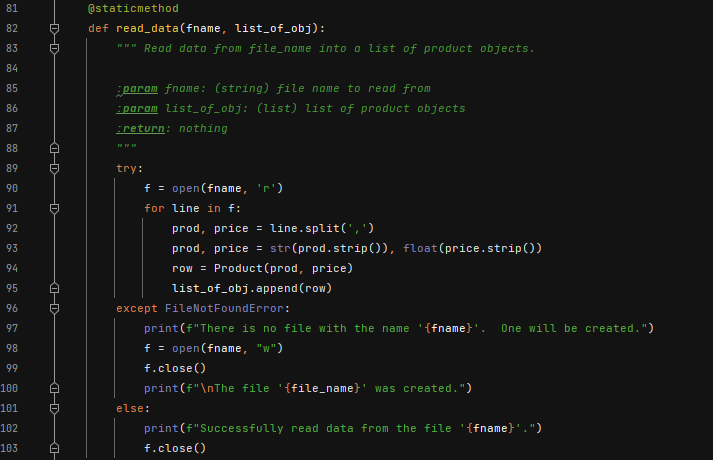 81 @staticmethod
82 def read_data(fname, list_of_obj):
83 """ Read data from file_name into a list of product objects.
84
85 :param fname: (string) file name to read from
86 :param list_of_obj: (list) list of product objects
87 :return: nothing
88 """
89 try:
90 f = open(fname, 'r')
91 for line in f:
92 prod, price = line.split(',')
93 prod, price = str(prod.strip()), float(price.strip())
94 row = Product(prod, price)
95 list_of_obj.append(row)
96 except FileNotFoundError:
97 print(f"There is no file with the name '{fname}'.  One will be created.")
98 f = open(fname, "w")
99 f.close()
100 print(f"\nThe file '{file_name}' was created.")
101 else:
102 print(f"Successfully read data from the file '{fname}'.")
103 f.close()